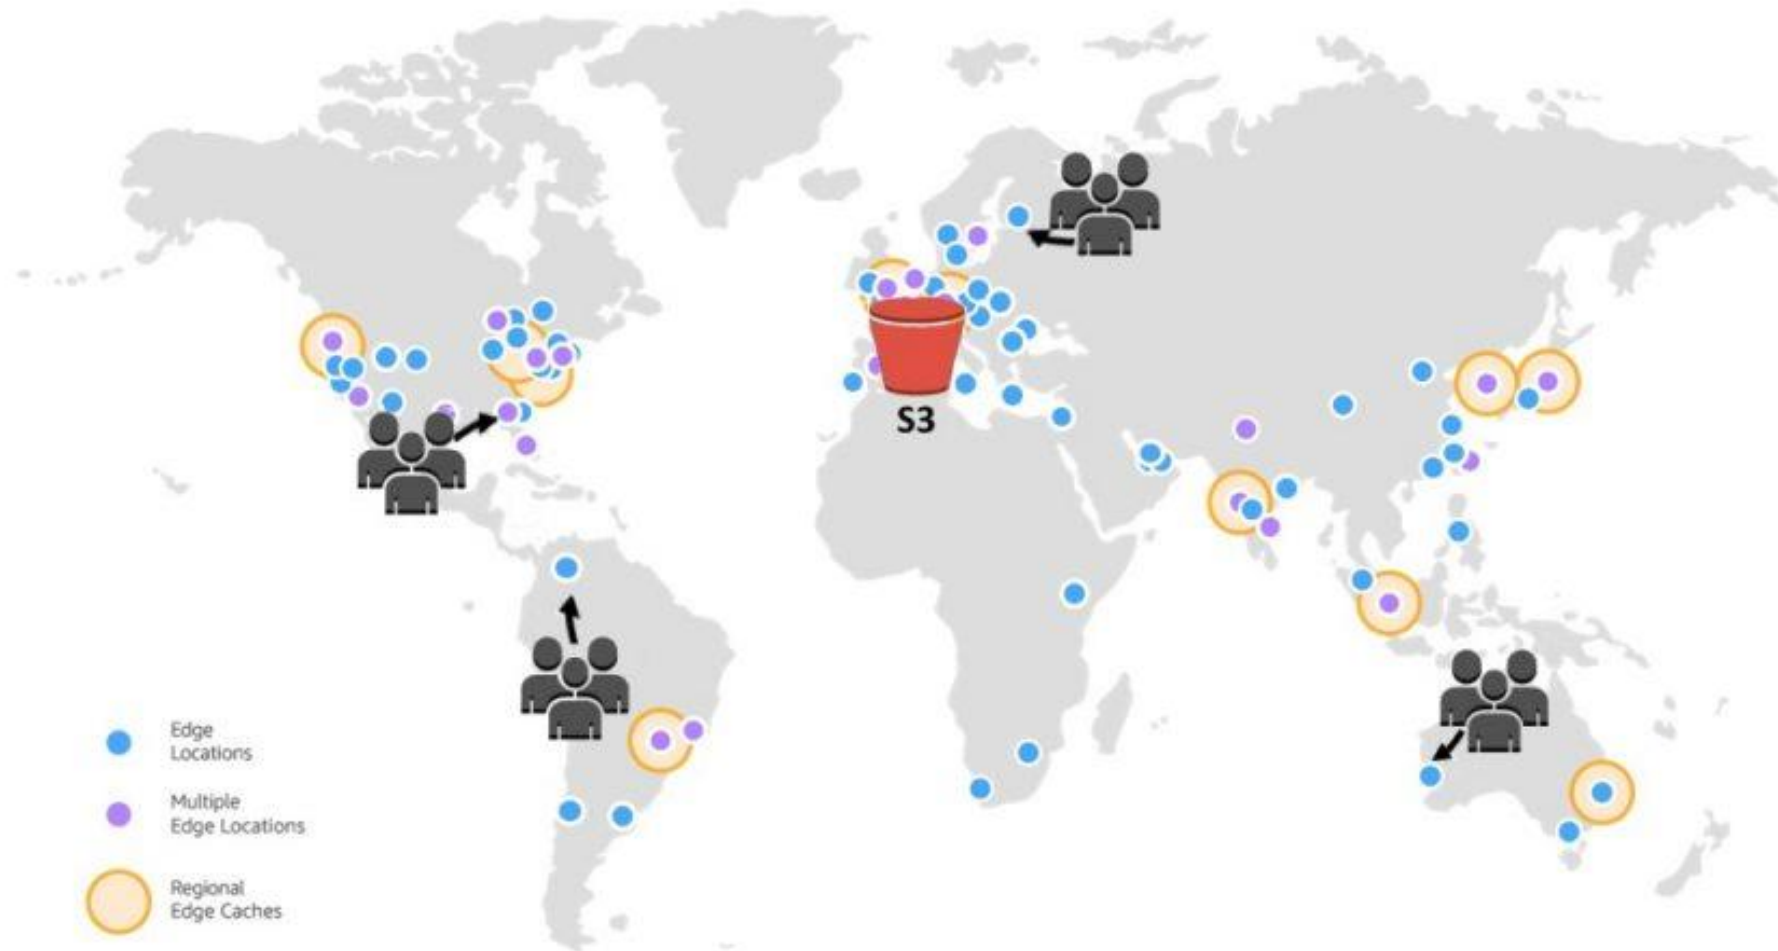 S3
Edge
Locations
Multiple
Edge Locations
Regional
Edge Caches